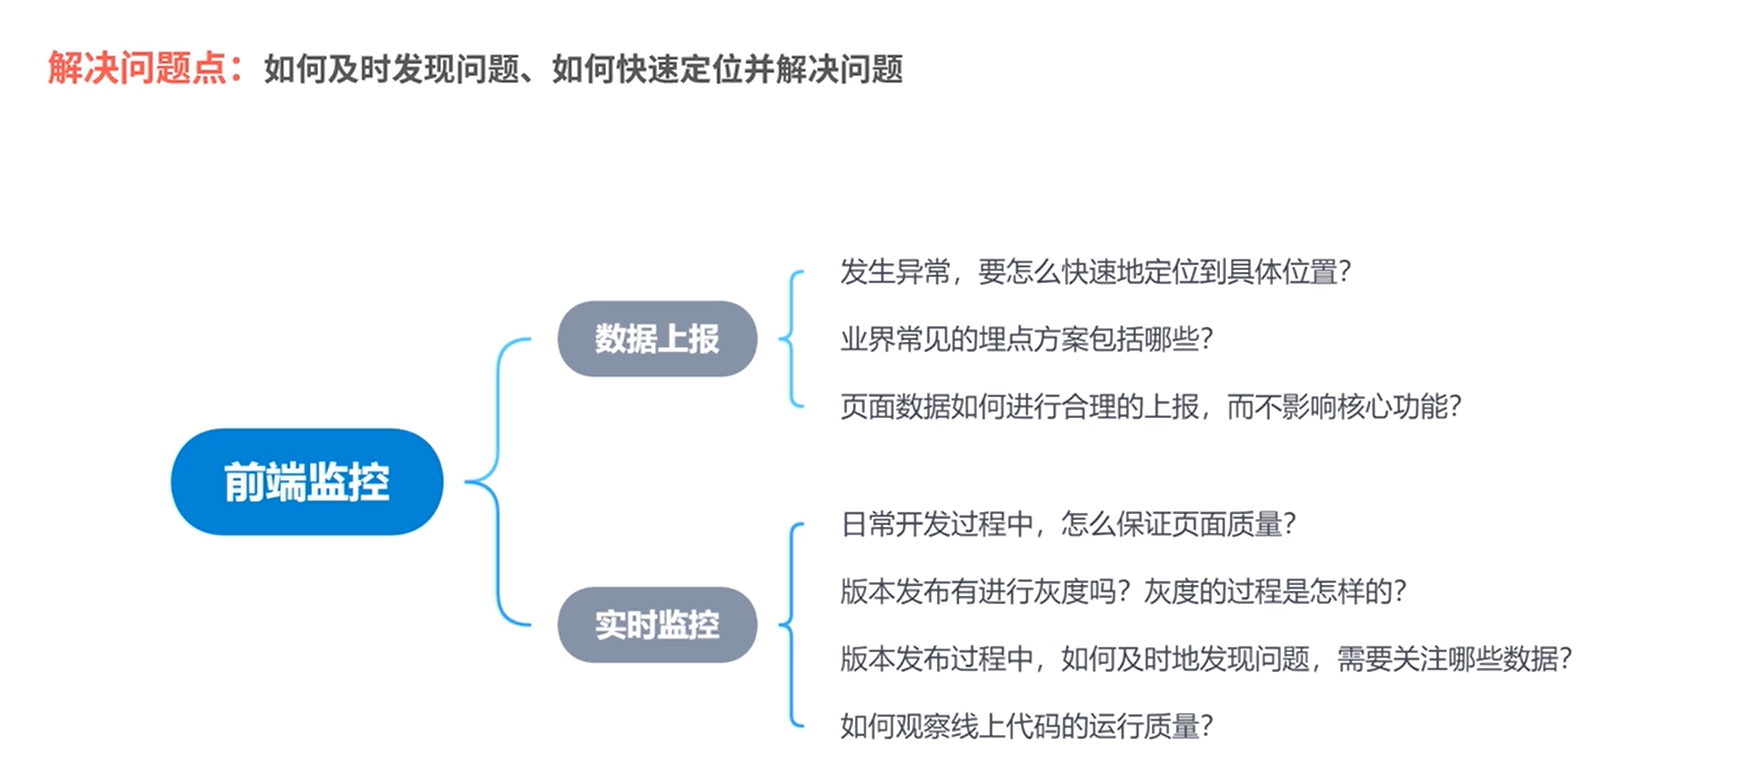 解决问题点：如何及时发现问题、如何快速定位并解决问题
前端监控
数据上报
发生异常，要怎么快速地定位到具体位置？
业界常见的埋点方案包括哪些？
页面数据如何进行合理的上报，而不影响核心功能？
实时监控
日常开发过程中，怎么保证页面质量？
版本发布有进行灰度吗？灰度的过程是怎样的？
版本发布过程中，如何及时地发现问题，需要关注哪些数据？
如何观察线上代码的运行质量？